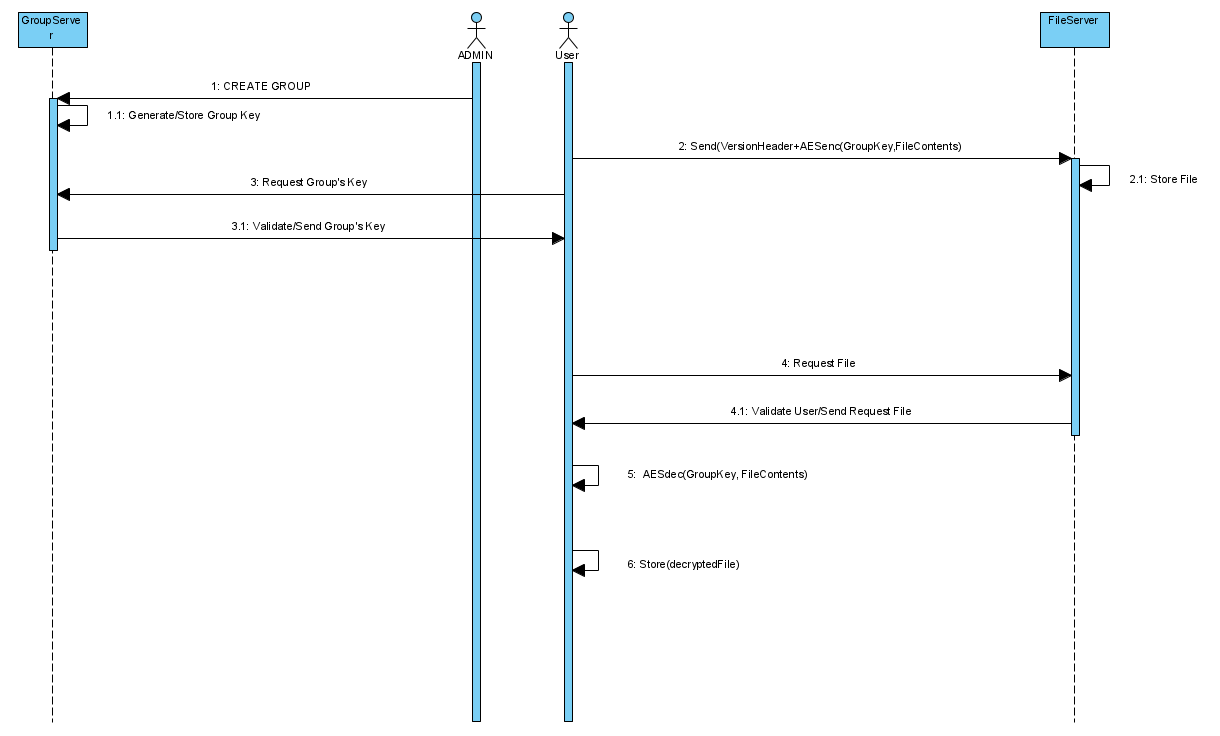 GroupServe
r
ADMIN
User
FileServer
1: CREATE GROUP
1.1: Generate/Store Group Key
2: Send(VersionHeader+AESenc(GroupKey,FileContents)
2.1: Store File
3: Request Group's Key
3.1: Validate/Send Group's Key
4: Request File
4.1: Validate User/Send Request File
5: AESdec(GroupKey, FileContents)
6: Store(decryptedFile)